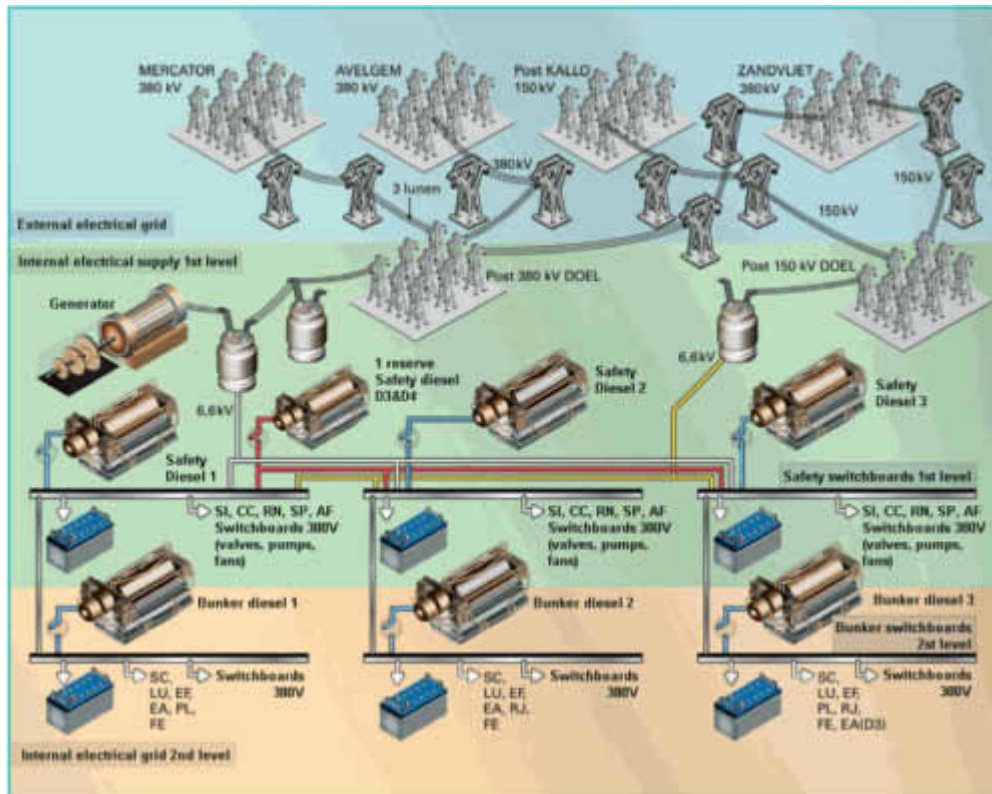 MERCATOR
380 kV
AVELGEM
380 kV
Post KALLO
150 kV
ZANDVLIET
380 kV
380kV
3 lunen
150kV
150kV
External electrical grid
Internal electrical supply 1st level
Post 380 kV DOEL
Post 150 kV DOEL
Generator
6,6kV
1 reserve
Safety diesel
D3&D4
Safety
Diesel 2
6,6kV
Safety
Diesel 3
Safety
Diesel 1
Safety switchboards 1st level
SI, CC, RN, SP, AF
Switchboards 380V
(valves, pumps,
fans)
SI, CC, RN, SP, AF
Switchboards 380V
(valves, pumps,
fans)
SI, CC, RN, SP, AF
Switchboards 380V
(valves, pumps,
fans)
Bunker diesel 1
Bunker diesel 2
Bunker diesel 3
Bunker switchboards
2st level
SC,
LU, EF,
EA, PL,
FE
Switchboards
380V
SC,
LU, EF,
EA, RJ,
FE
Switchboards
380V
SC,
LU, EF,
PL, RJ,
FE, EA(D3)
Switchboards
380V
Internal electrical grid 2nd level